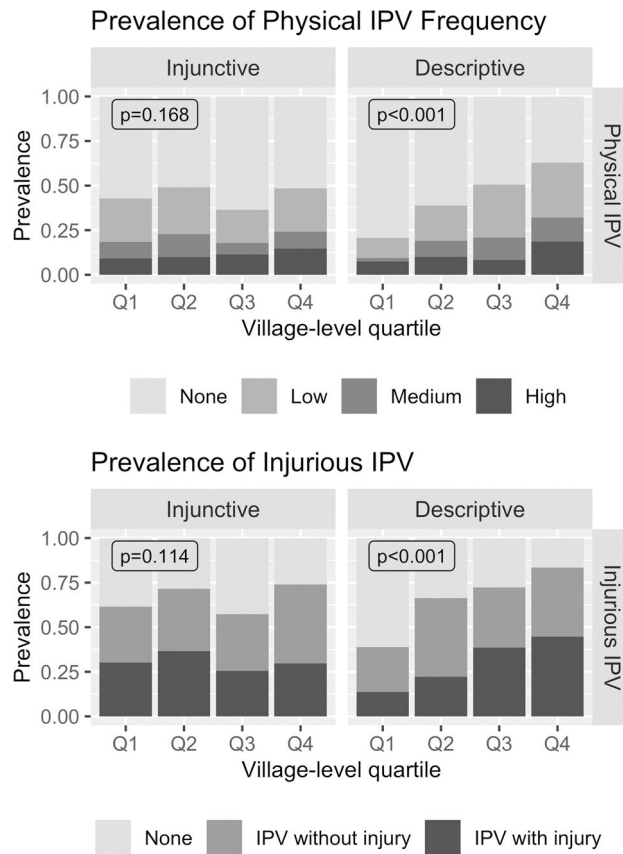 Prevalence of Physical IPV Frequency
Injunctive
Descriptive
p=0.168
p<0.001
1.00
0.75
0.50
0.25
0.00
Prevalence
Physical IPV
Q1 Q2 Q3 Q4
Q1 Q2 Q3 Q4
Village-level quartile
None Low Medium High
Prevalence of Injurious IPV
Injunctive
Descriptive
p=0.114
p<0.001
1.00
0.75
0.50
0.25
0.00
Prevalence
Injurious IPV
Q1 Q2 Q3 Q4
Q1 Q2 Q3 Q4
Village-level quartile
None IPV without injury IPV with injury